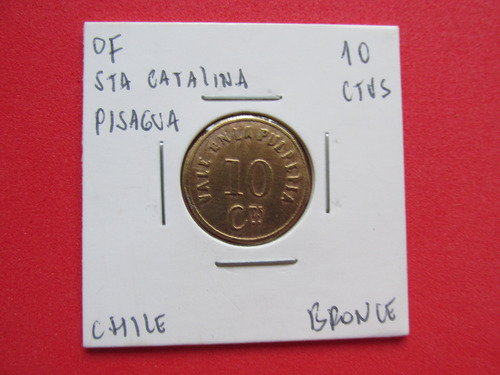 OF
STA CATALINA
PISAGUA
10
CTVS
VALE EN LA PULPERIA
10
CTS
CHILE
BRONCE